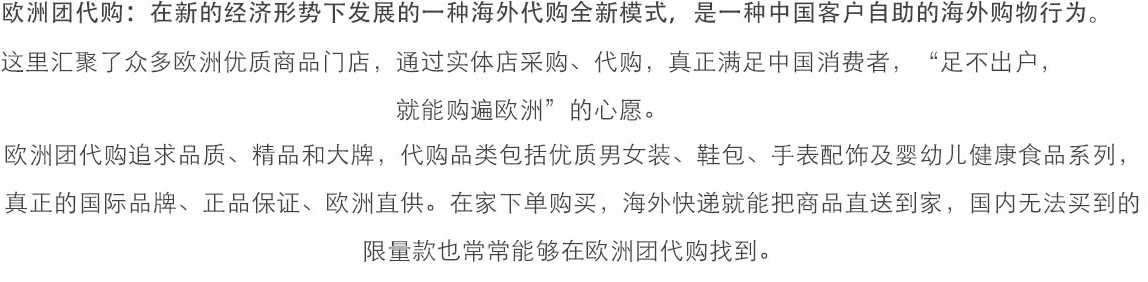 欧洲团代购：在新的经济形势下发展的一种海外代购全新模式，是一种中国客户自助的海外购物行为。
这里汇聚了众多欧洲优质商品门店，通过实体店采购、代购，真正满足中国消费者，“足不出户，
就能购遍欧洲”的心愿。
欧洲团代购追求品质、精品和大牌，代购品类包括优质男女装、鞋包、手表配饰及婴幼儿健康食品系列，
真正的国际品牌、正品保证、欧洲直供。在家下单购买，海外快递就能把商品直送到家，国内无法买到的
限量款也常常能够在欧洲团代购找到。